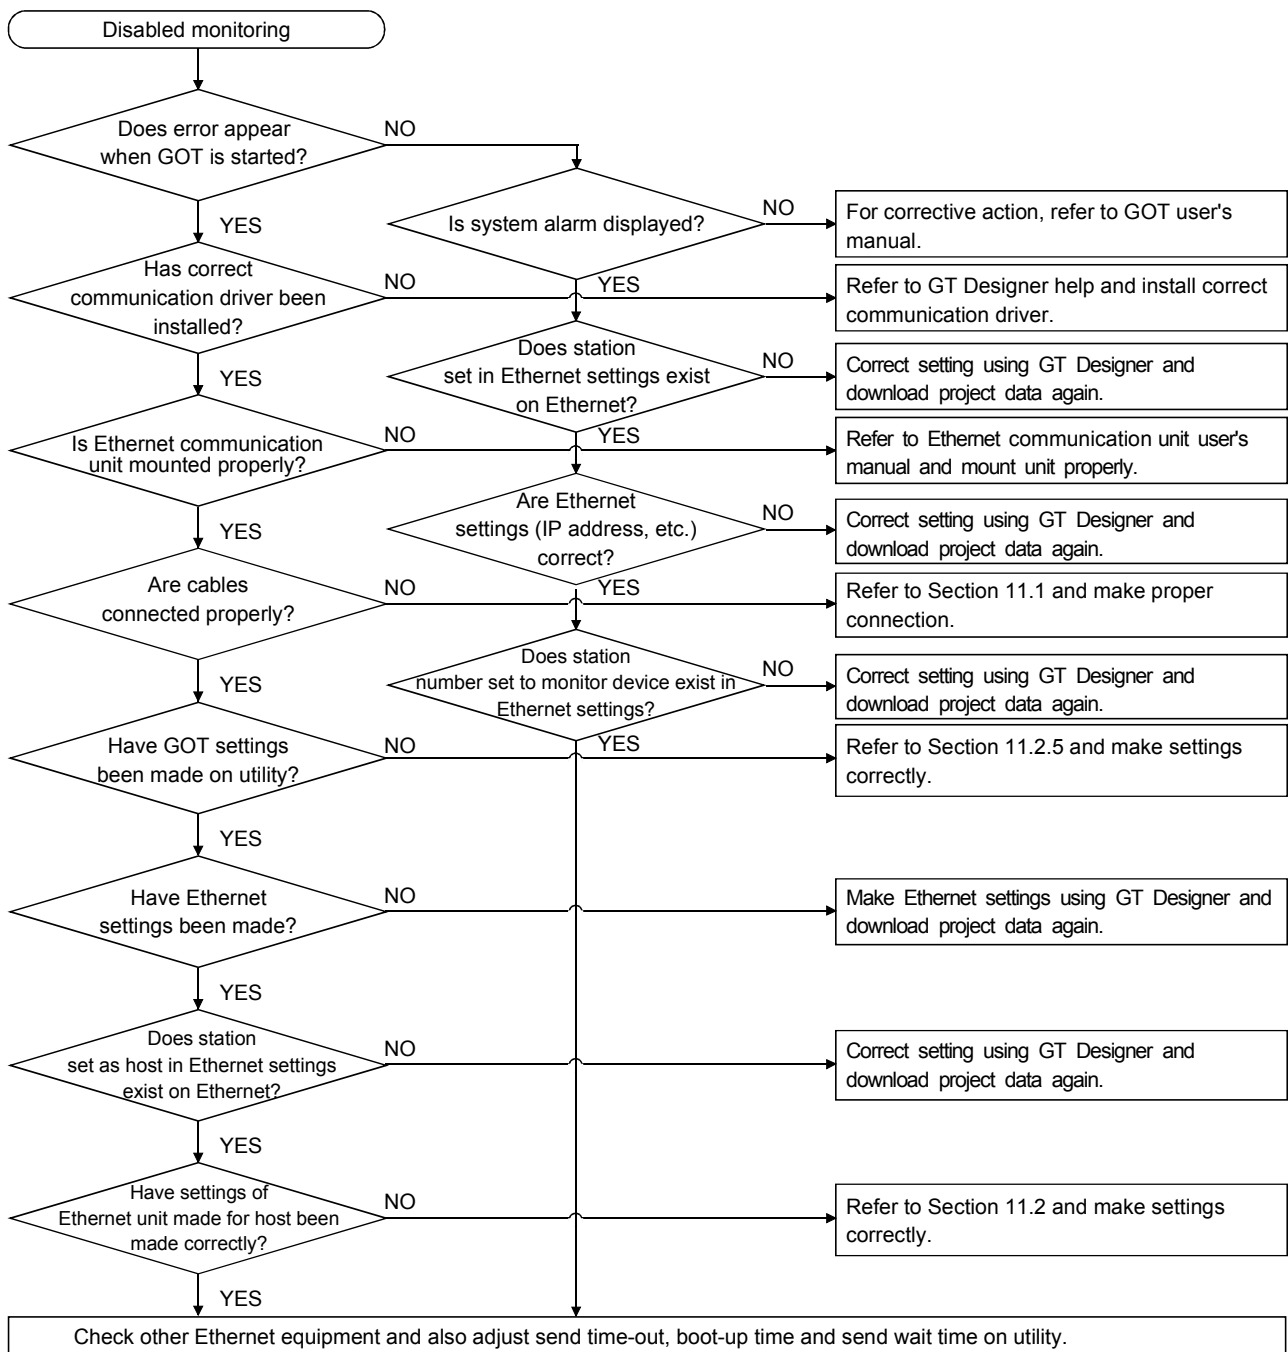 Disabled monitoring
Does error appear
when GOT is started?
NO
YES
Is system alarm displayed?
NO
YES
For corrective action, refer to GOT user's
manual.
Has correct
communication driver been
installed?
NO
YES
Refer to GT Designer help and install correct
communication driver.
Does station
set in Ethernet settings exist
on Ethernet?
NO
YES
Correct setting using GT Designer and
download project data again.
Is Ethernet communication
unit mounted properly?
NO
YES
Refer to Ethernet communication unit user's
manual and mount unit properly.
Are Ethernet
settings (IP address, etc.)
correct?
NO
YES
Correct setting using GT Designer and
download project data again.
Are cables
connected properly?
NO
YES
Refer to Section 11.1 and make proper
connection.
Does station
number set to monitor device exist in
Ethernet settings?
NO
YES
Correct setting using GT Designer and
download project data again.
Have GOT settings
been made on utility?
NO
YES
Refer to Section 11.2.5 and make settings
correctly.
Have Ethernet
settings been made?
NO
YES
Make Ethernet settings using GT Designer and
download project data again.
Does station
set as host in Ethernet settings
exist on Ethernet?
NO
YES
Correct setting using GT Designer and
download project data again.
Have settings of
Ethernet unit made for host been
made correctly?
NO
YES
Refer to Section 11.2 and make settings
correctly.
Check other Ethernet equipment and also adjust send time-out, boot-up time and send wait time on utility.